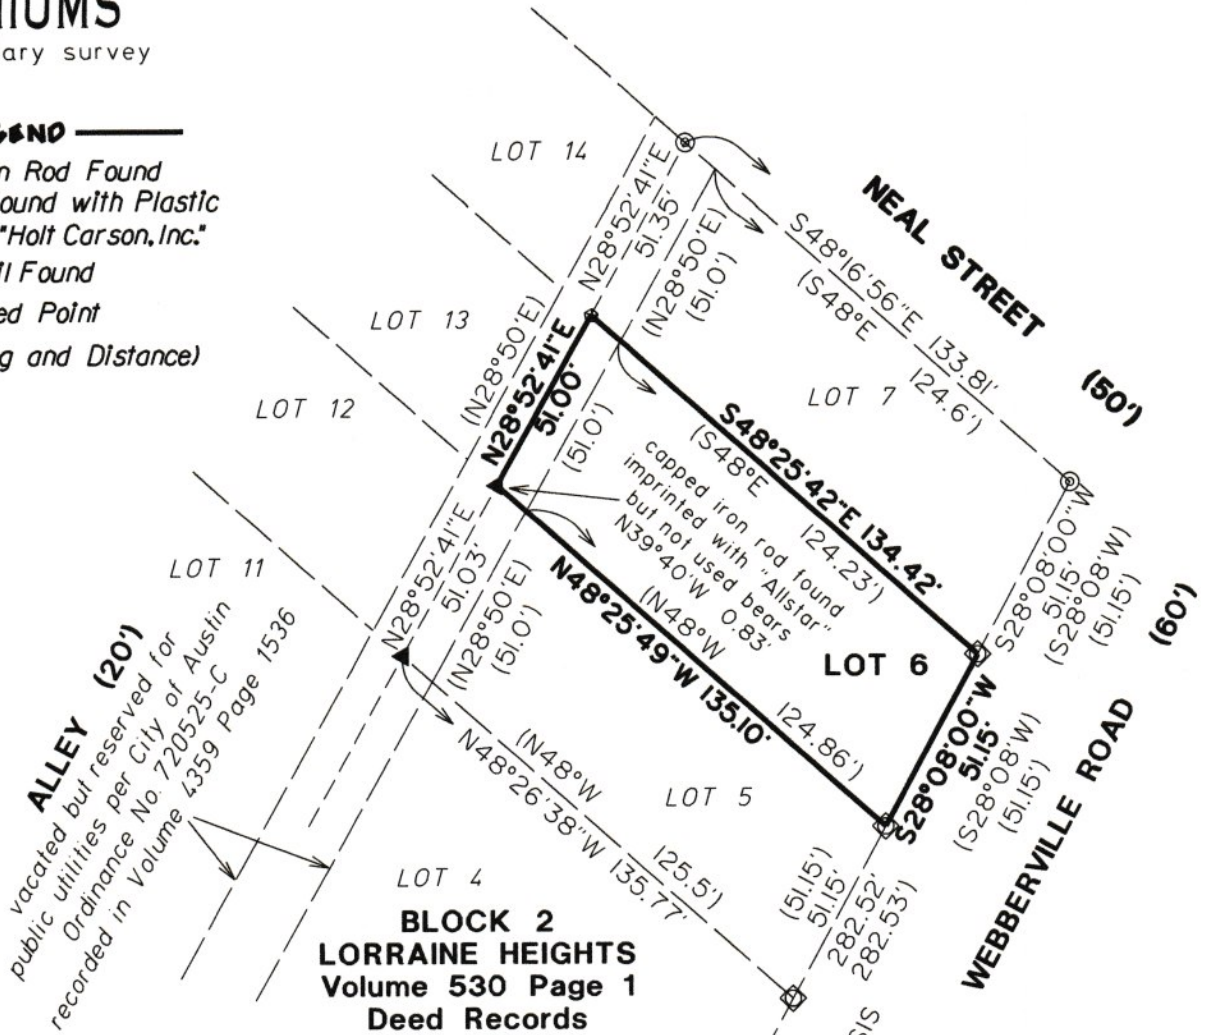 ary survey
n Rod Found
ound with Plastic
"Holt Carson, Inc."
il Found
ed Point
g and Distance)
LOT 14
LOT 13
LOT 12
LOT 11
N28°52'41"E
51.35'
(N28°50'E)
(51.0')
NEAL STREET (50')
S48°16'56"E 133.81'
(S48°E 124.6')
LOT 7
(N28°50'E)
N28°52'41"E
51.00'
(51.0')
S48°25'42"E 134.42'
(S48°E 124.23')
capped iron rod found
imprinted with "Allstar"
but not used bears
N39°40'W 0.83'
(N48°W 124.86')
N48°25'49"W 135.10'
LOT 6
S28°08'00"W
51.15'
(S28°08'W)
(51.15')
S28°08'00"W
51.15'
(S28°08'W)
(51.15')
WEBBERVILLE ROAD (60')
N28°52'41"E
51.03'
(N28°50'E)
(51.0')
ALLEY (20')
vacated but reserved for
public utilities per City of Austin
Ordinance No. 720525-C
recorded in Volume 4359 Page 1536
(N48°W 125.5')
N48°26'38"W 135.77'
LOT 5
(51.15')
51.15'
282.52'
282.53')
LOT 4
BLOCK 2
LORRAINE HEIGHTS
Volume 530 Page 1
Deed Records